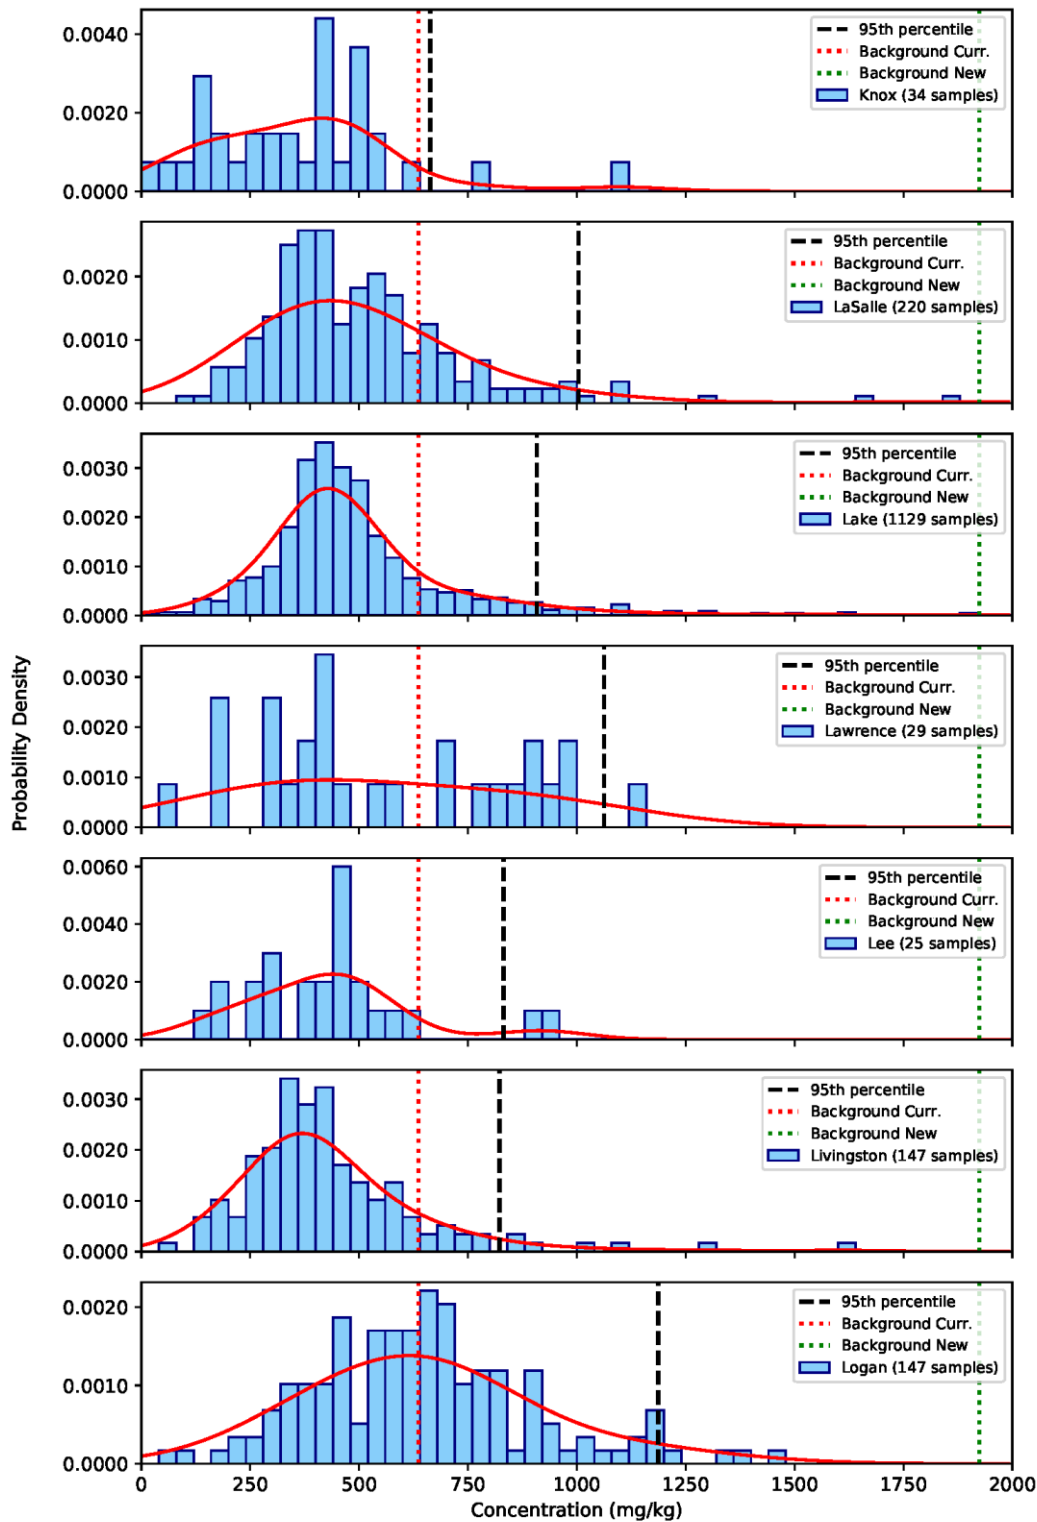 0.0040
0.0020
0.0000
95th percentile
Background Curr.
Background New
Knox (34 samples)
0.0020
0.0010
0.0000
95th percentile
Background Curr.
Background New
LaSalle (220 samples)
0.0030
0.0020
0.0010
0.0000
95th percentile
Background Curr.
Background New
Lake (1129 samples)
Probability Density
0.0030
0.0020
0.0010
0.0000
95th percentile
Background Curr.
Background New
Lawrence (29 samples)
0.0060
0.0040
0.0020
0.0000
95th percentile
Background Curr.
Background New
Lee (25 samples)
0.0030
0.0020
0.0010
0.0000
95th percentile
Background Curr.
Background New
Livingston (147 samples)
0.0020
0.0010
0.0000
95th percentile
Background Curr.
Background New
Logan (147 samples)
0 250 500 750 1000 1250 1500 1750 2000
Concentration (mg/kg)